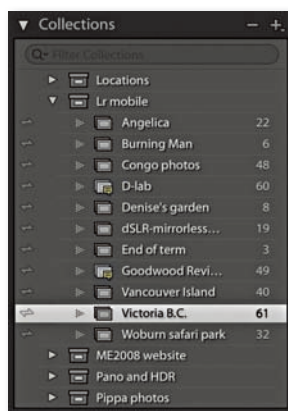 Collections
Filter Collections
Locations
Lr mobile
Angelica 22
Burning Man 6
Congo photos 48
D-lab 60
Denise's garden 8
dSLR-mirrorless... 19
End of term 3
Goodwood Revi... 49
Vancouver Island 40
Victoria B.C. 61
Woburn safari park 32
ME2008 website
Pano and HDR
Pippa photos